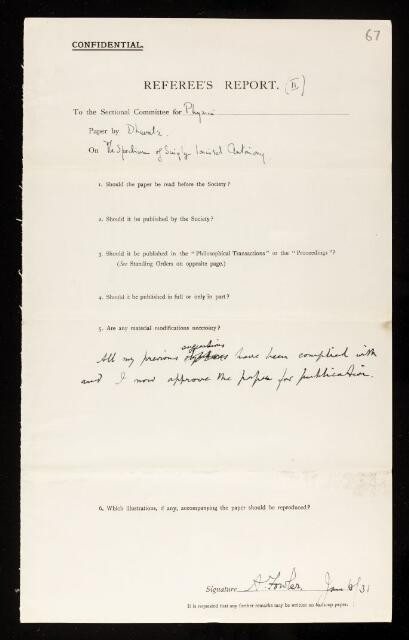 67
CONFIDENTIAL.
REFEREE'S REPORT. (II)
To the Sectional Committee for Physics
Paper by Dhavale.
On The Spectrum of Singly Ionised Antimony
1. Should the paper be read before the Society?
2. Should it be published by the Society?
3. Should it be published in the "Philosophical Transactions" or the "Proceedings"?
(See Standing Orders on opposite page.)
4. Should it be published in full or only in part?
5. Are any material modifications necessary?
suggestions
All my previous have been complied with
and I now approve the paper for publication.
6. Which illustrations, if any, accompanying the paper should be reproduced?
Signature A. Fowler. Jan 6/31
It is requested that any further remarks may be written on foolscap paper.